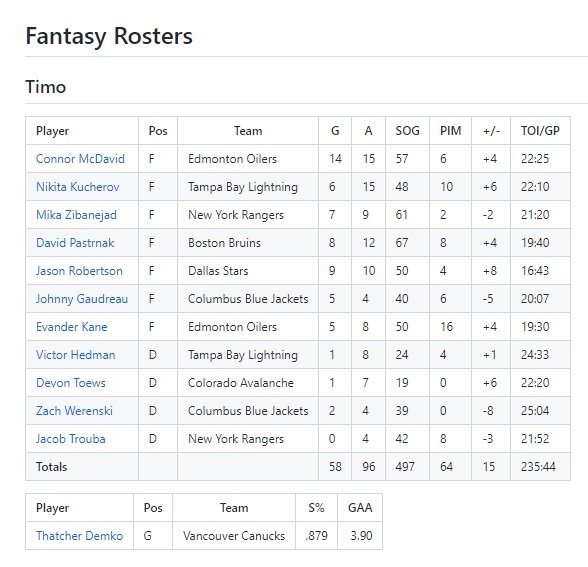 Fantasy Rosters
Timo
Player Pos Team G A SOG PIM +/- TOI/GP
Connor McDavid F Edmonton Oilers 14 15 57 6 +4 22:25
Nikita Kucherov F Tampa Bay Lightning 6 15 48 10 +6 22:10
Mika Zibanejad F New York Rangers 7 9 61 2 -2 21:20
David Pastrnak F Boston Bruins 8 12 67 8 +4 19:40
Jason Robertson F Dallas Stars 9 10 50 4 +8 16:43
Johnny Gaudreau F Columbus Blue Jackets 5 4 40 6 -5 20:07
Evander Kane F Edmonton Oilers 5 8 50 16 +4 19:30
Victor Hedman D Tampa Bay Lightning 1 8 24 4 +1 24:33
Devon Toews D Colorado Avalanche 1 7 19 0 +6 22:20
Zach Werenski D Columbus Blue Jackets 2 4 39 0 -8 25:04
Jacob Trouba D New York Rangers 0 4 42 8 -3 21:52
Totals 58 96 497 64 15 235:44
Player Pos Team S% GAA
Thatcher Demko G Vancouver Canucks .879 3.90